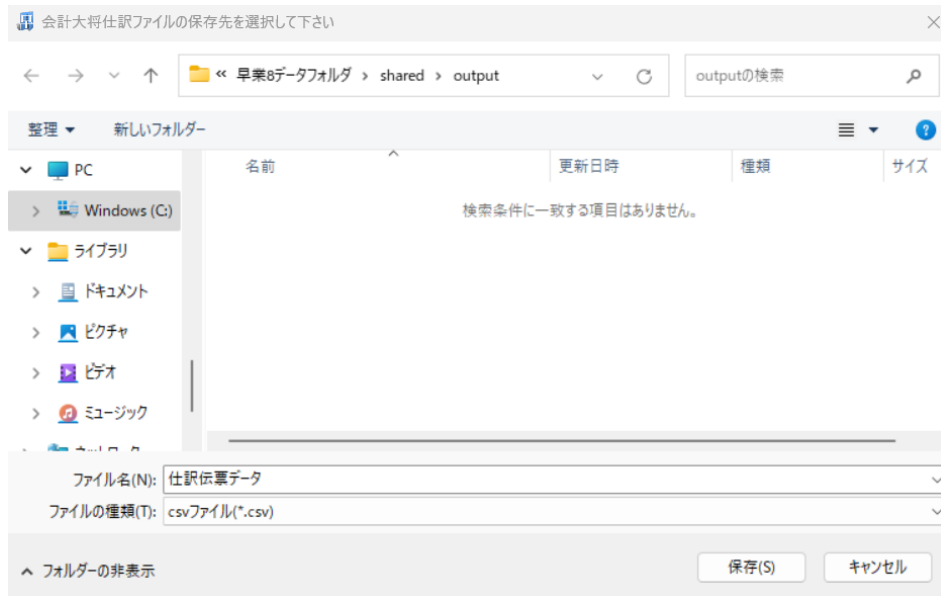 会計大将仕訳ファイルの保存先を選択して下さい
« 早業8データフォルダ > shared > output
outputの検索
整理 新しいフォルダー
名前 更新日時 種類 サイズ
PC
Windows (C:)
検索条件に一致する項目はありません。
ライブラリ
ドキュメント
ピクチャ
ビデオ
ミュージック
ファイル名(N): 仕訳伝票データ
ファイルの種類(T): csvファイル(*.csv)
フォルダーの非表示 保存(S) キャンセル